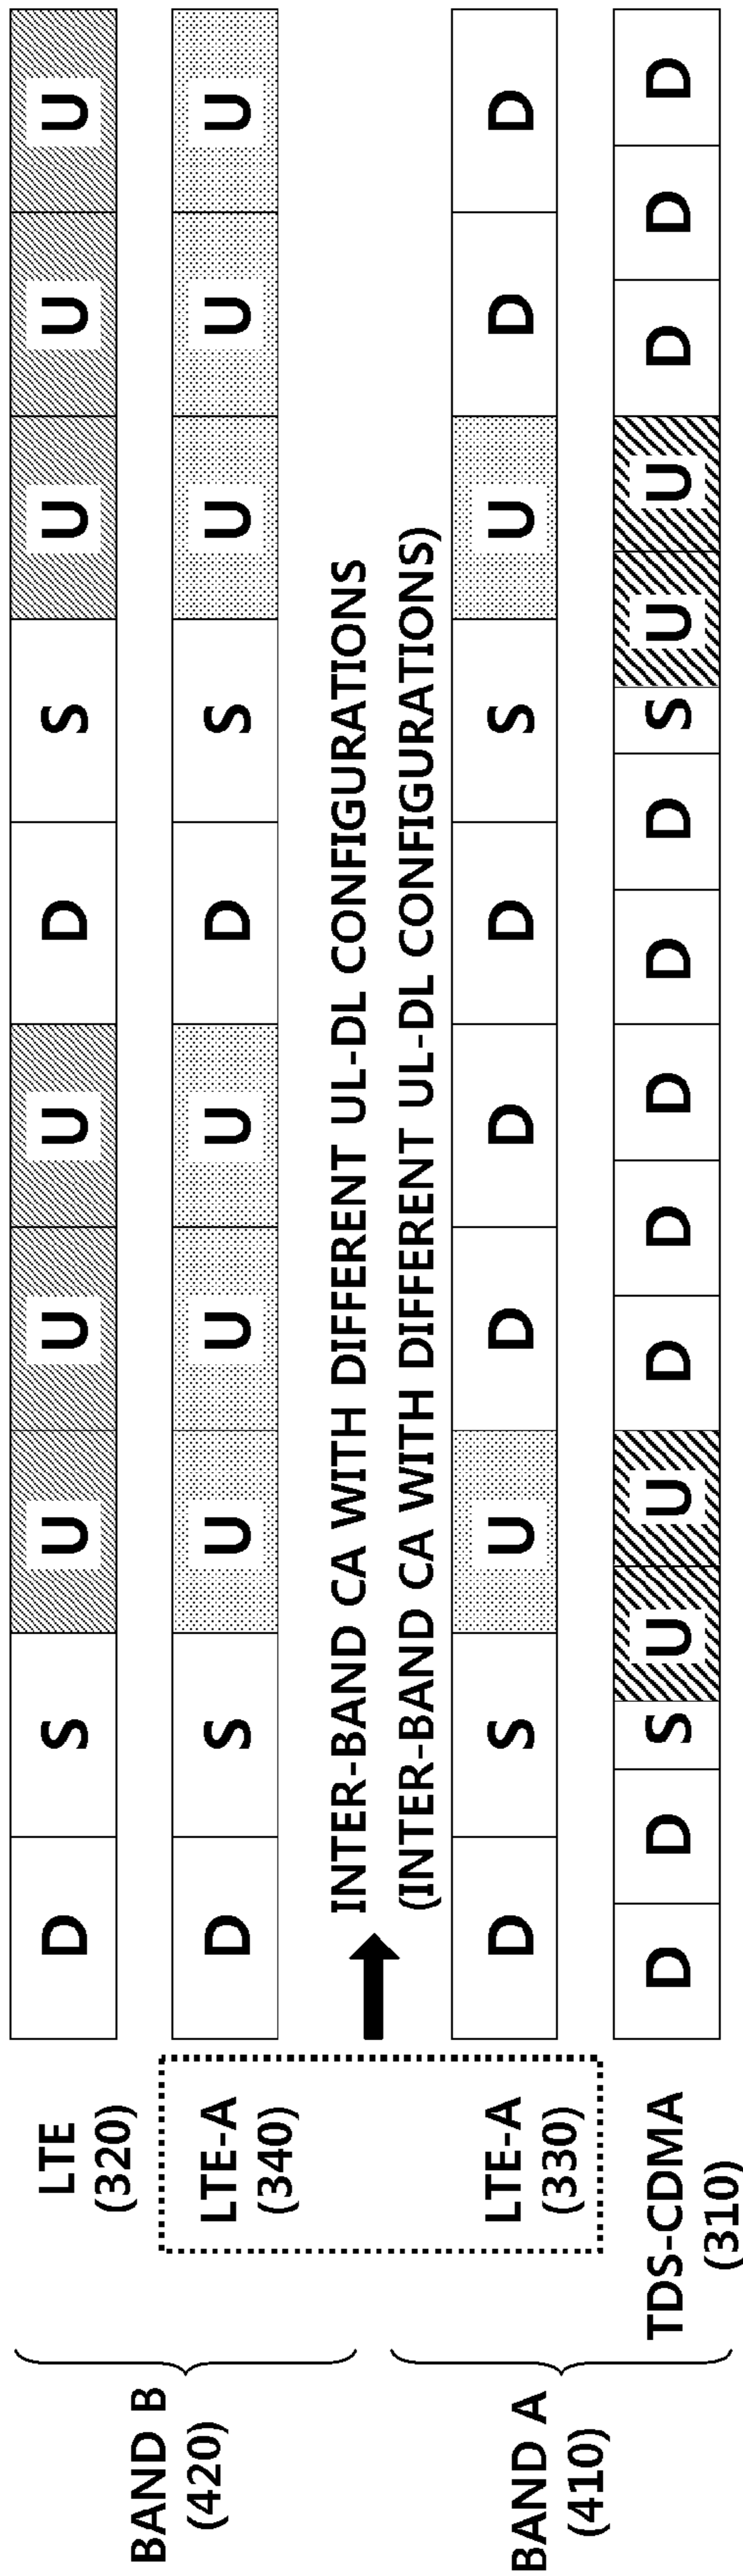 BAND B
(420)
LTE
(320)
D S U U U D S U U U
LTE-A
(340)
D S U U U D S U U U
INTER-BAND CA WITH DIFFERENT UL-DL CONFIGURATIONS
(INTER-BAND CA WITH DIFFERENT UL-DL CONFIGURATIONS)
BAND A
(410)
LTE-A
(330)
D S U D D D S U D D
TDS-CDMA
(310)
D D S U U D D D D D S U U D D D